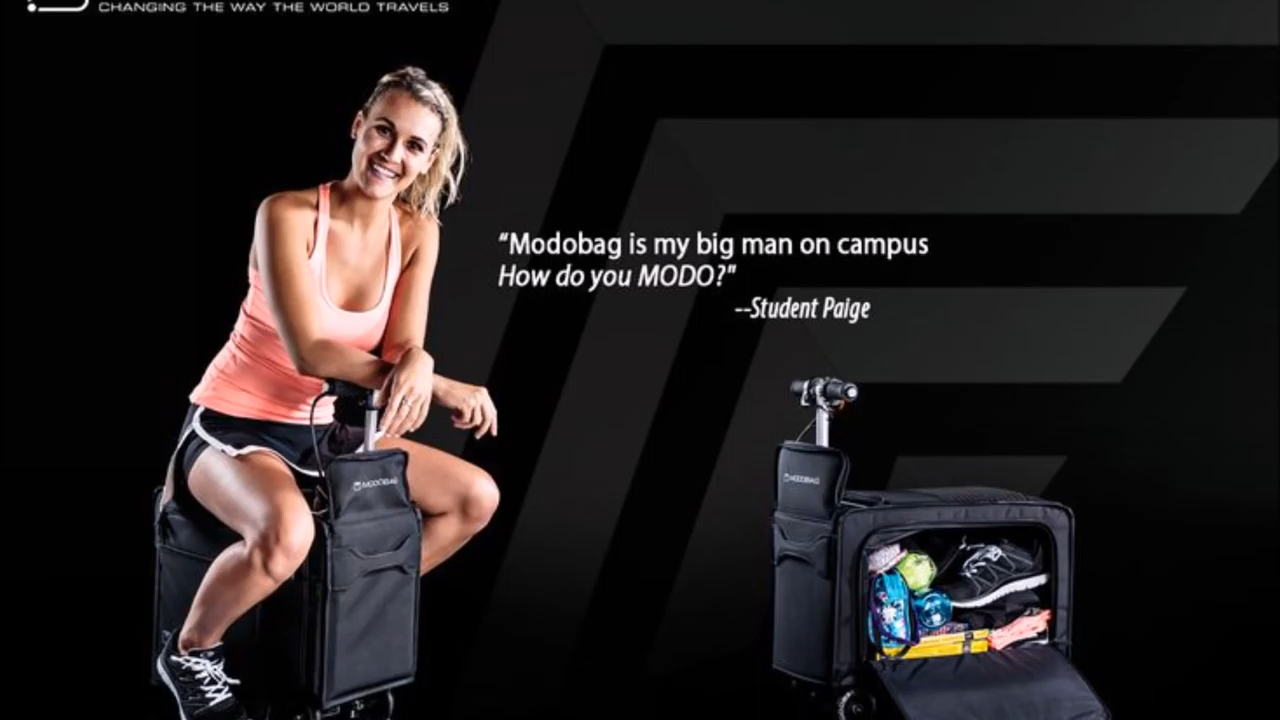 CHANGING THE WAY THE WORLD TRAVELS
“Modobag is my big man on campus
How do you MODO?"
--Student Paige
MODOBAG
MODOBAG